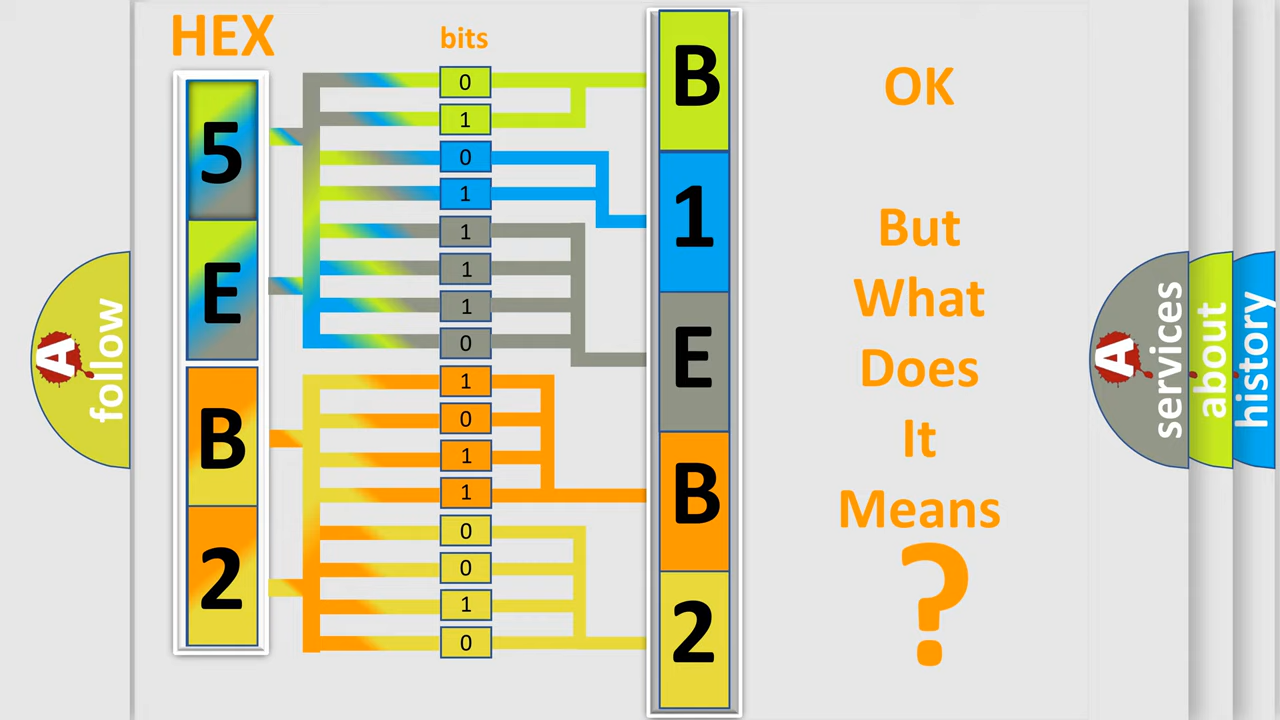 HEX
bits
5
E
B
2
0
1
0
1
1
1
1
0
1
0
1
1
0
0
1
0
B
1
E
B
2
OK
But
What
Does
It
Means
?
A
follow
A
services
about
history